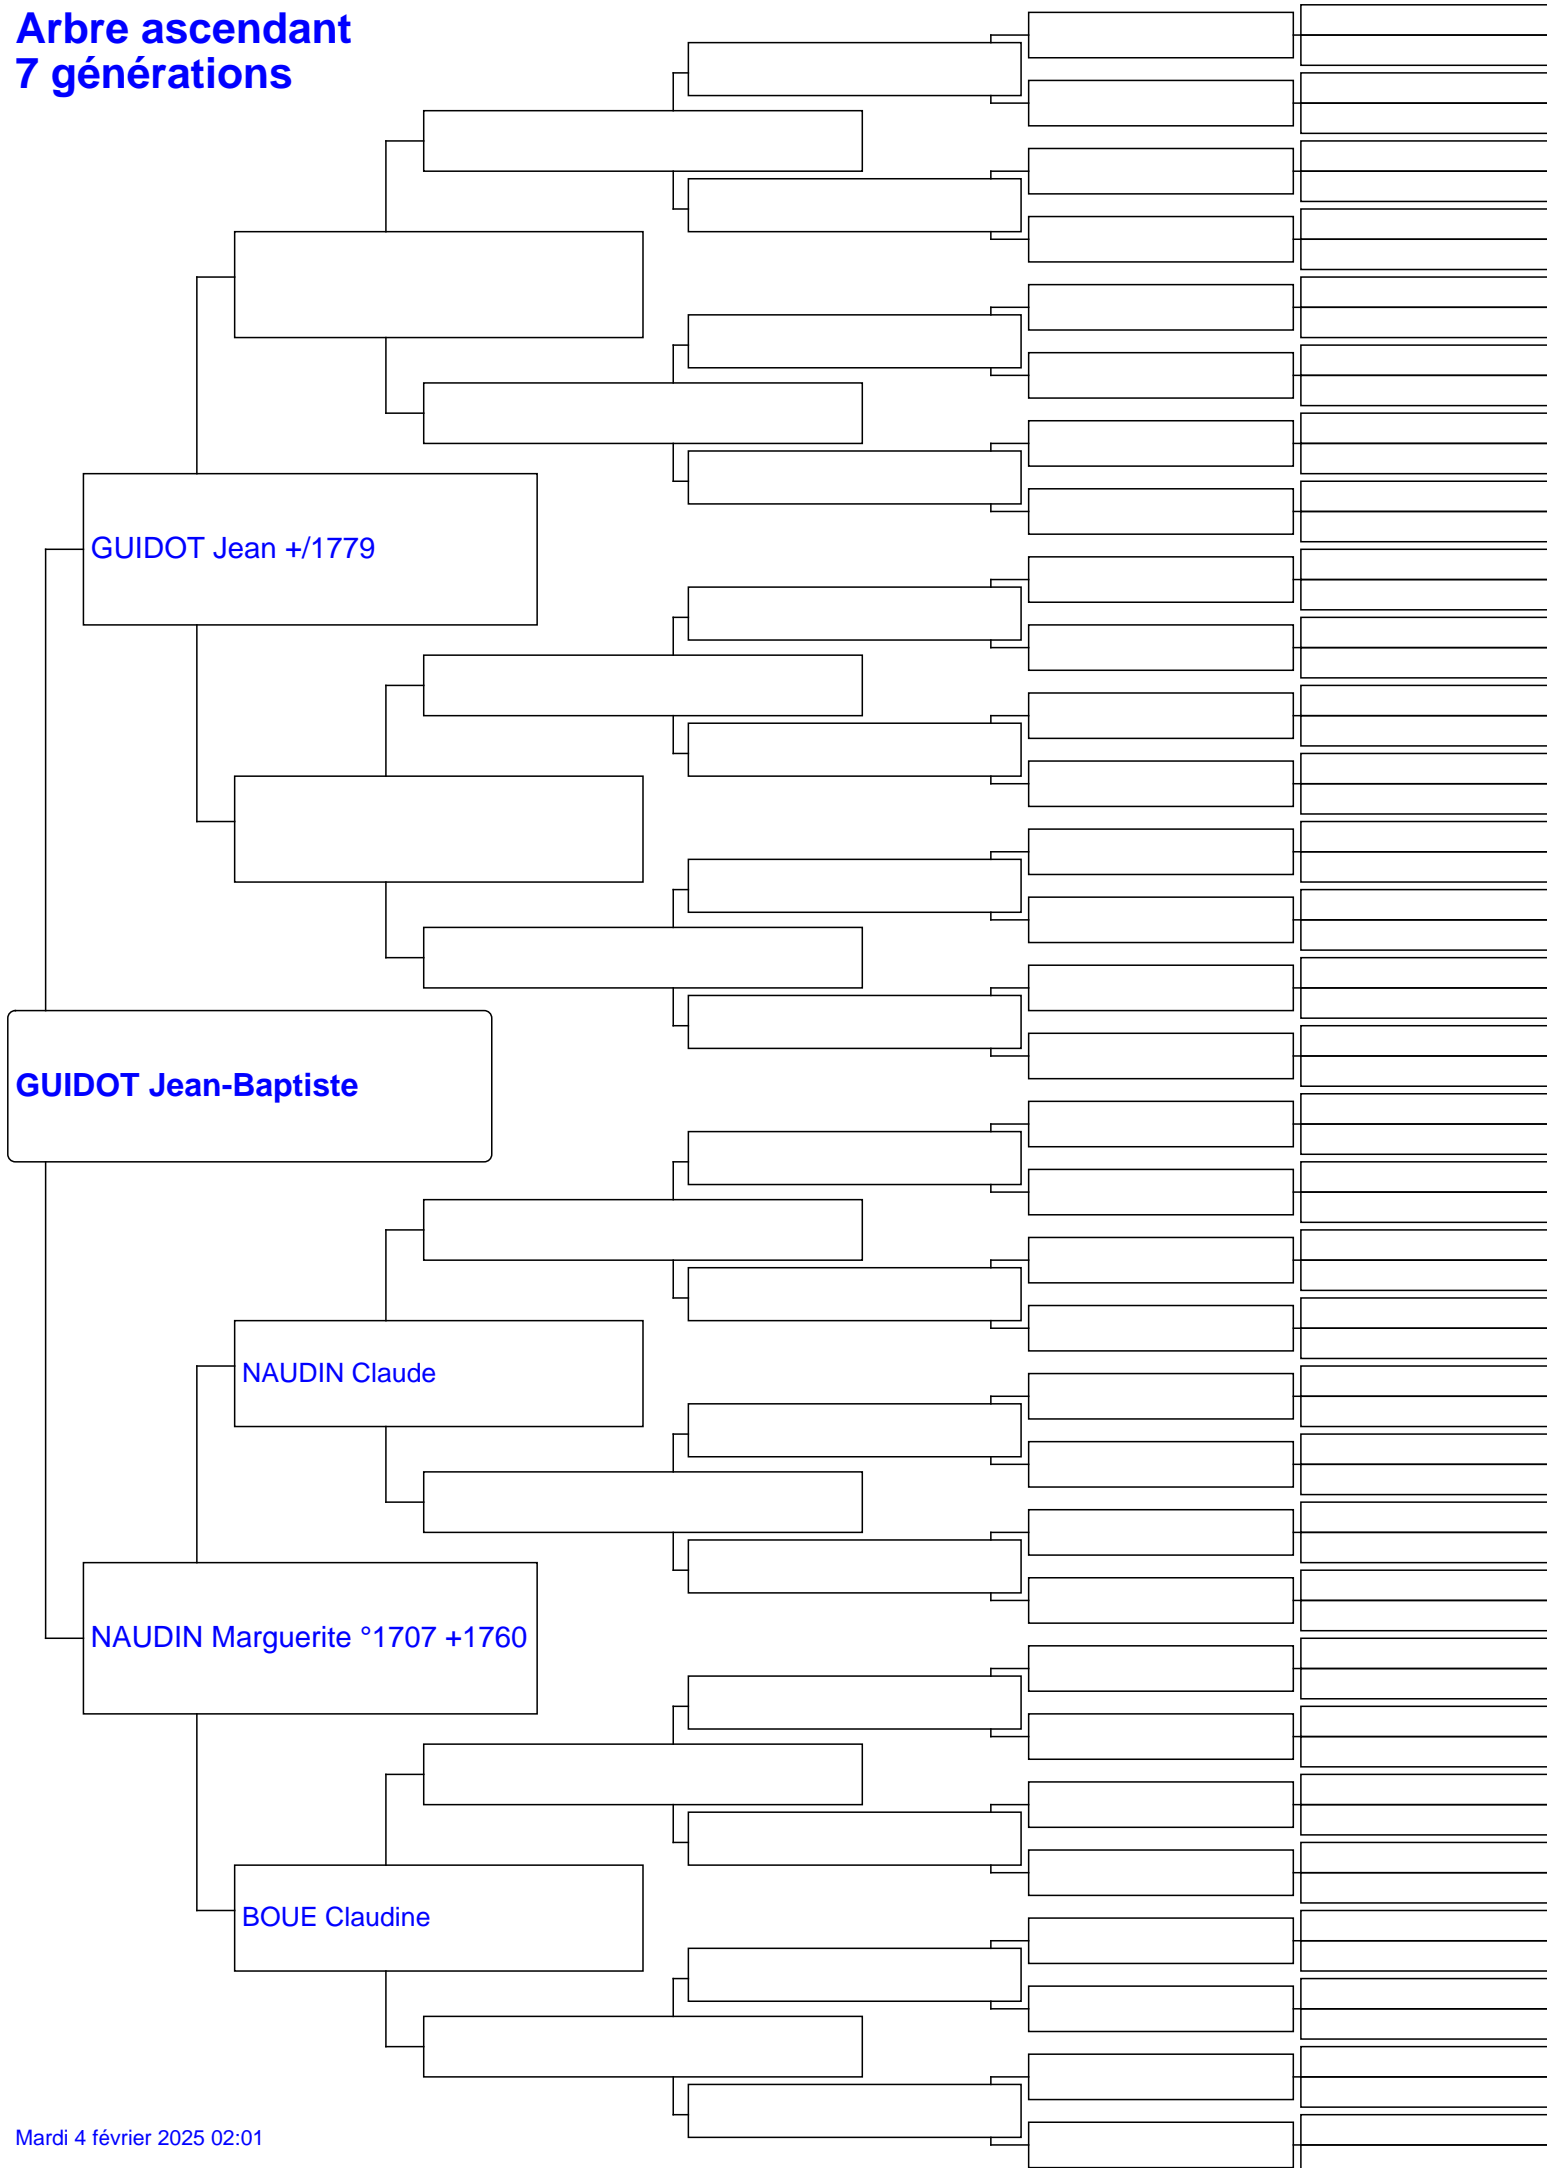 Arbre ascendant
7 générations
GUIDOT Jean +/1779
GUIDOT Jean-Baptiste
NAUDIN Claude
NAUDIN Marguerite °1707 +1760
BOUE Claudine
Mardi 4 février 2025 02:01